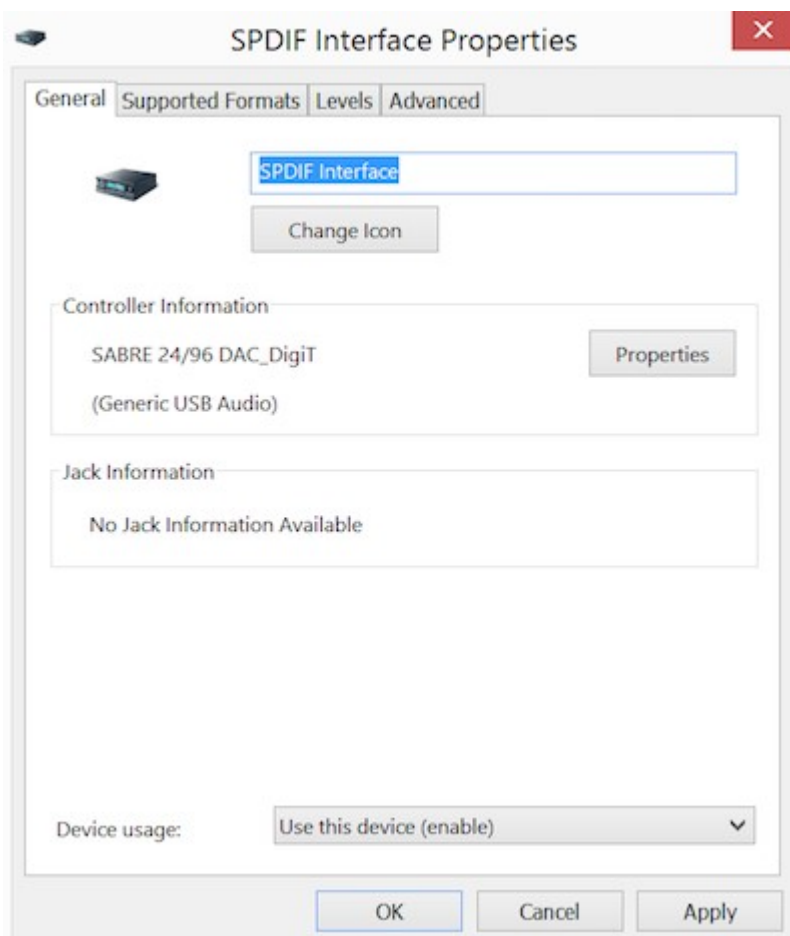 SPDIF Interface Properties
General Supported Formats Levels Advanced
SPDIF Interface
Change Icon
Controller Information
SABRE 24/96 DAC_DigiT
Properties
(Generic USB Audio)
Jack Information
No Jack Information Available
Device usage: Use this device (enable)
OK Cancel Apply